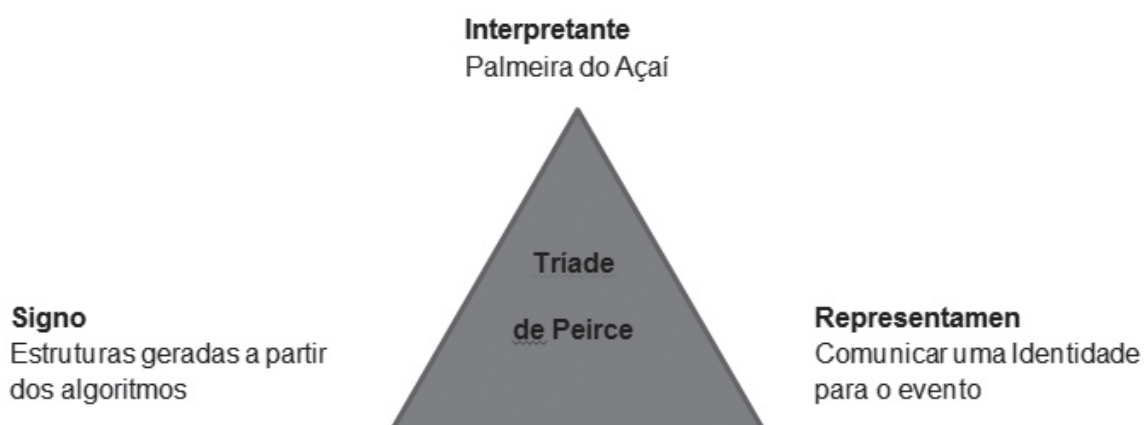 Interpretante
Palmeira do Açaí
Tríade
de Peirce
Signo
Estruturas geradas a partir
dos algoritmos
Representamen
Comunicar uma Identidade
para o evento